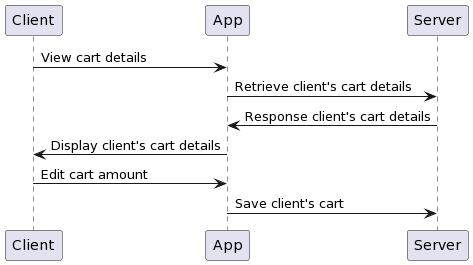 Client
App
Server
View cart details
Retrieve client's cart details
Response client's cart details
Display client's cart details
Edit cart amount
Save client's cart
Client
App
Server